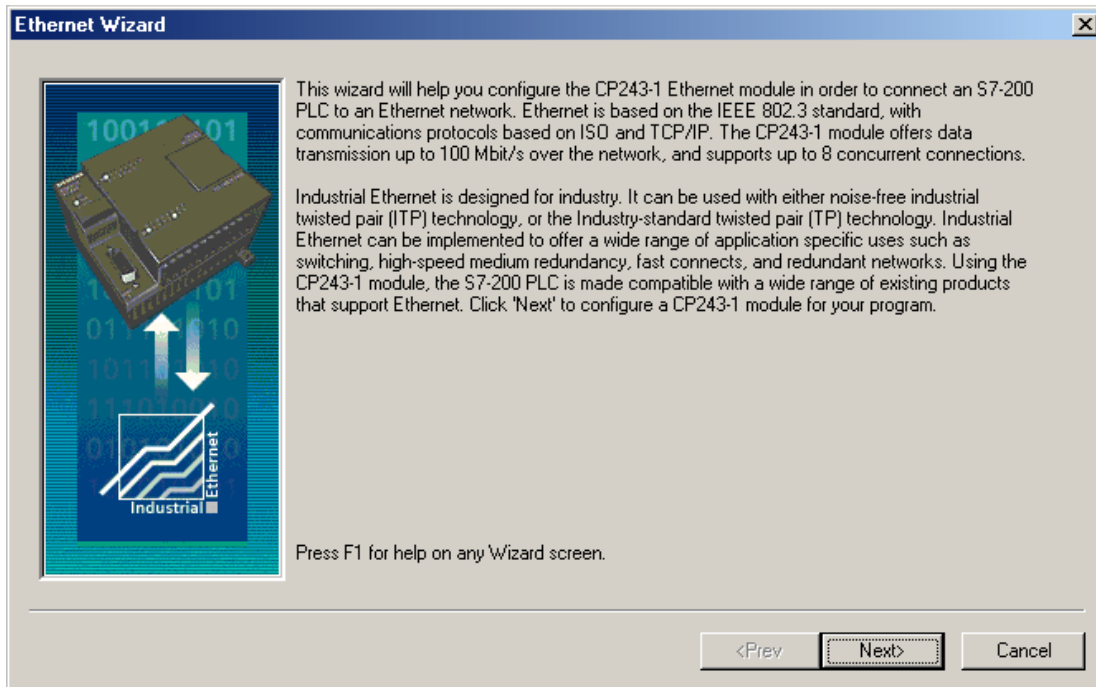 Ethernet Wizard
This wizard will help you configure the CP243-1 Ethernet module in order to connect an S7-200
PLC to an Ethernet network. Ethernet is based on the IEEE 802.3 standard, with
communications protocols based on ISO and TCP/IP. The CP243-1 module offers data
transmission up to 100 Mbit/s over the network, and supports up to 8 concurrent connections.
Industrial Ethernet is designed for industry. It can be used with either noise-free industrial
twisted pair (ITP) technology, or the Industry-standard twisted pair (TP) technology. Industrial
Ethernet can be implemented to offer a wide range of application specific uses such as
switching, high-speed medium redundancy, fast connects, and redundant networks. Using the
CP243-1 module, the S7-200 PLC is made compatible with a wide range of existing products
that support Ethernet. Click 'Next' to configure a CP243-1 module for your program.
Industrial
Ethernet
Press F1 for help on any Wizard screen.
<Prev
Next>
Cancel